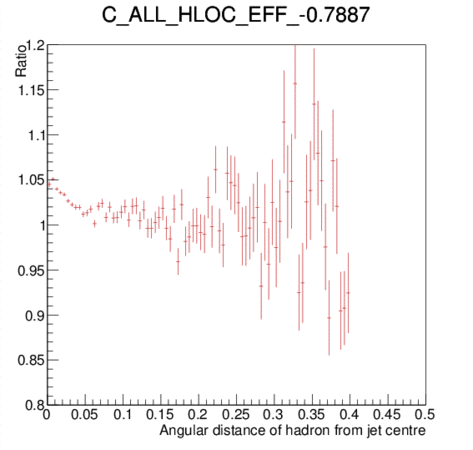 C_ALL_HLOC_EFF_-0.7887
Ratio
1.2
1.15
1.1
1.05
1
0.95
0.9
0.85
0.8
0 0.05 0.1 0.15 0.2 0.25 0.3 0.35 0.4 0.45 0.5
Angular distance of hadron from jet centre